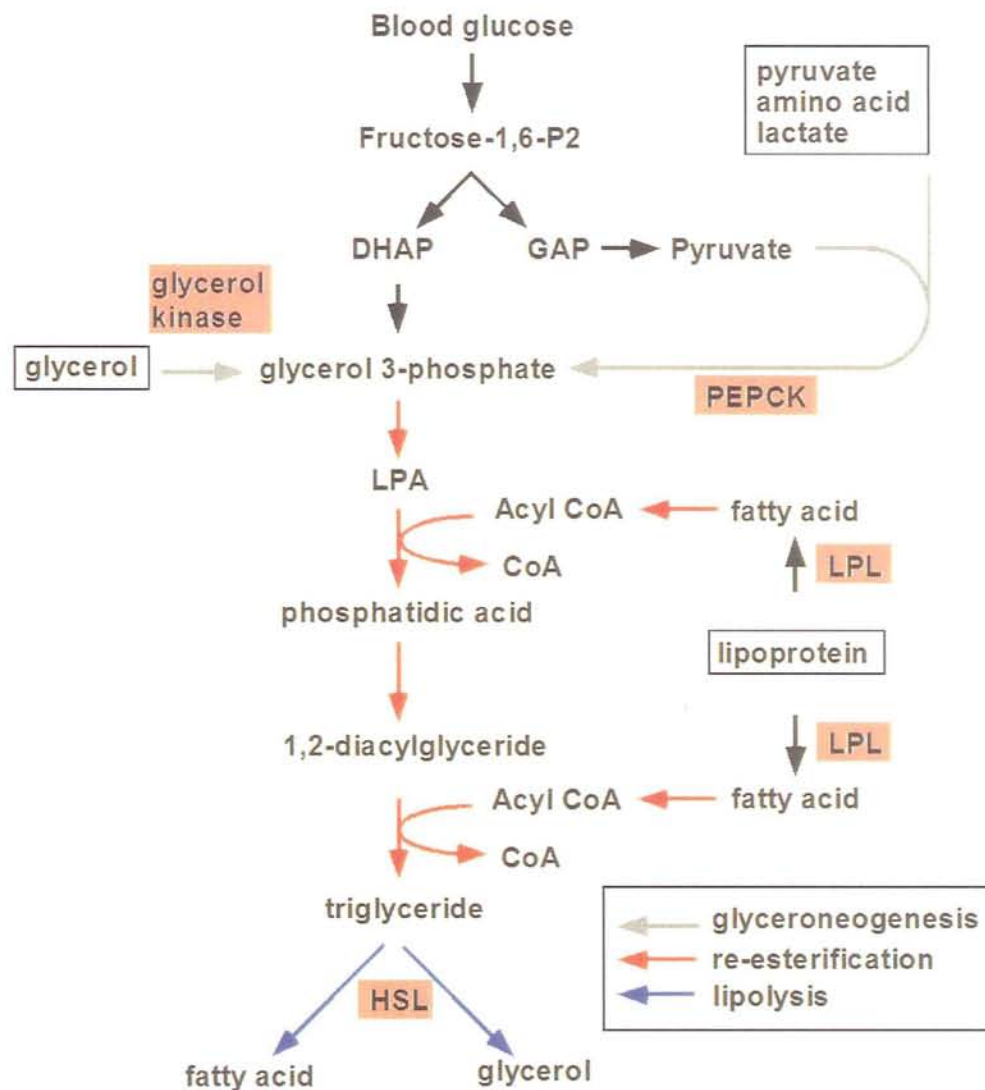 Blood glucose
pyruvate
amino acid
lactate
Fructose-1,6-P2
DHAP
GAP
Pyruvate
glycerol
kinase
glycerol
glycerol 3-phosphate
PEPCK
LPA
Acyl CoA
fatty acid
CoA
LPL
phosphatidic acid
lipoprotein
1,2-diacylglyceride
LPL
Acyl CoA
fatty acid
CoA
triglyceride
glyceroneogenesis
re-esterification
lipolysis
HSL
fatty acid
glycerol